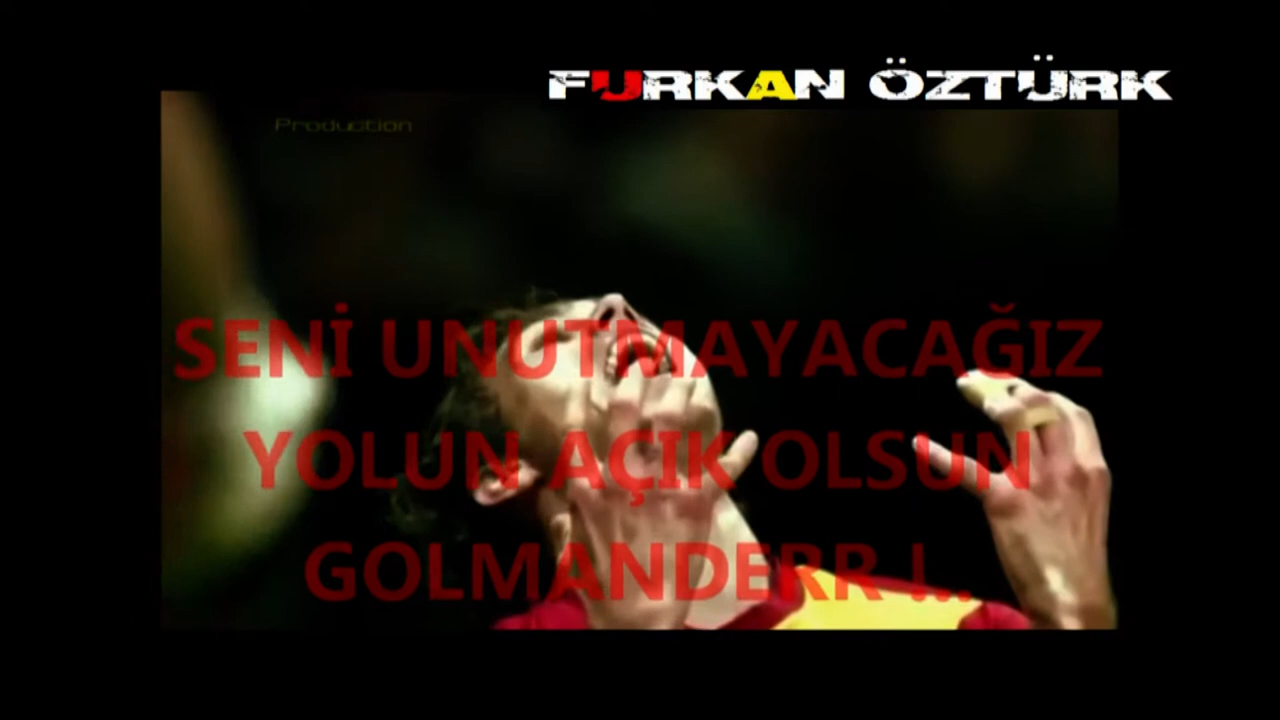 FURKAN ÖZTÜRK
Production
SENİ UNUTMAYACAĞIZ
YOLUN AÇIK OLSUN
GOLMANDERR !...